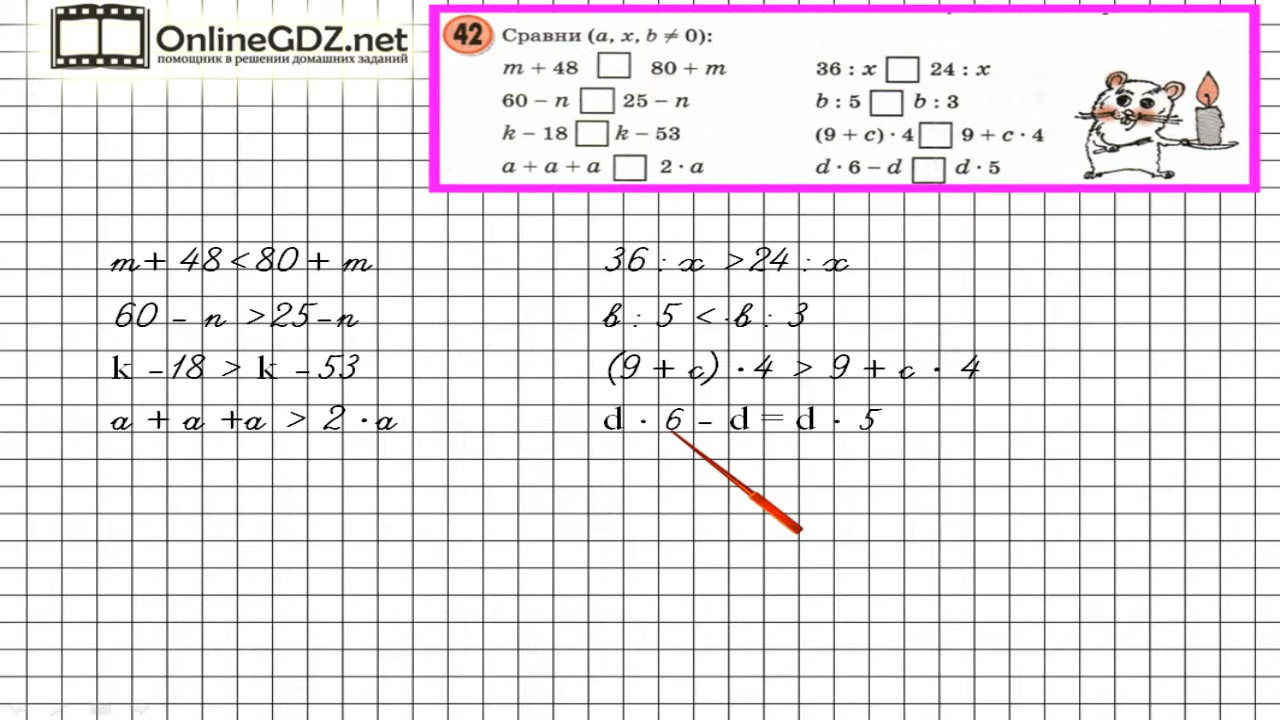 OnlineGDZ.net
помощник в решении домашних заданий
42 Сравни (a, x, b ≠ 0):
m + 48 □ 80 + m
60 – n □ 25 – n
k – 18 □ k – 53
a + a + a □ 2 · a
36 : x □ 24 : x
b : 5 □ b : 3
(9 + c) · 4 □ 9 + c · 4
d · 6 – d □ d · 5
m + 48 < 80 + m
60 – n > 25 – n
k – 18 > k – 53
a + a + a > 2 · a
36 : x > 24 : x
в : 5 < в : 3
(9 + c) · 4 > 9 + c · 4
d · 6 – d = d · 5